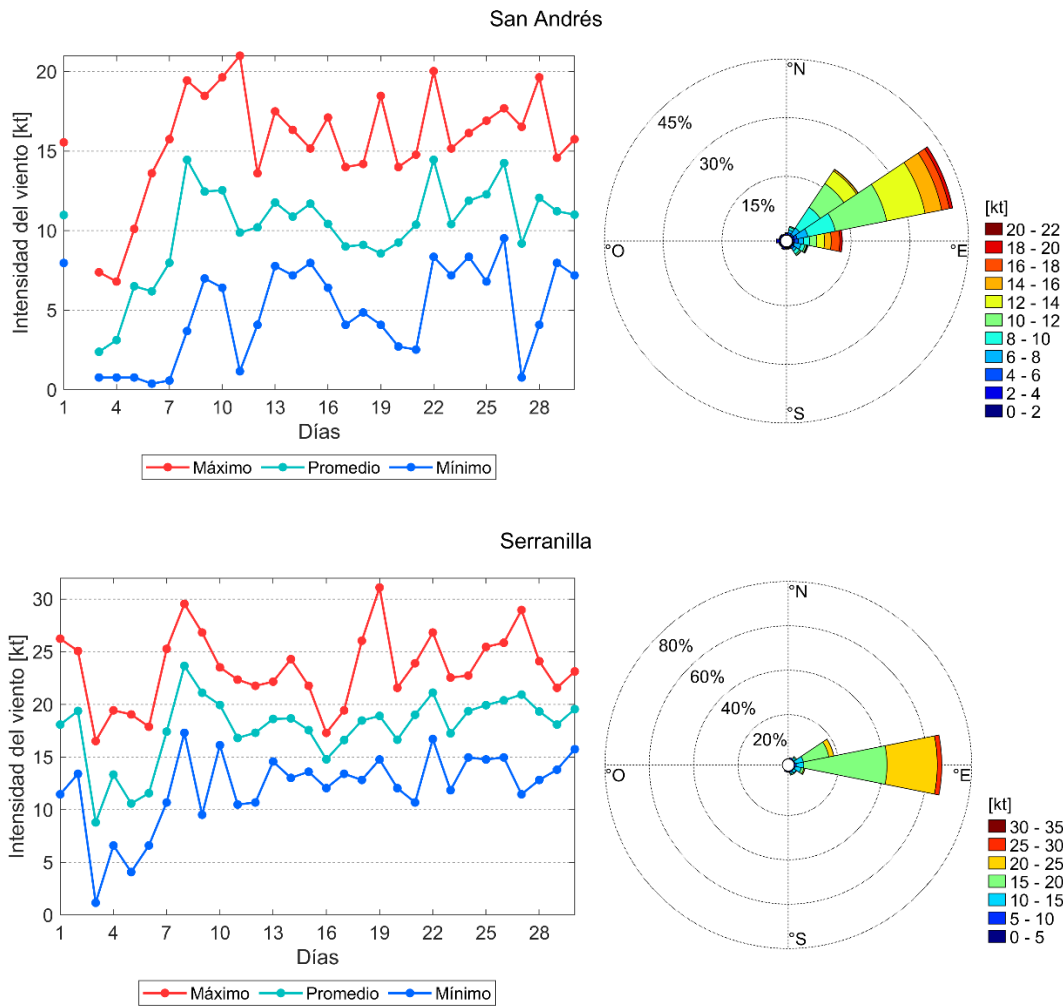 San Andrés
Intensidad del viento [kt]
20
15
10
5
0
1 4 7 10 13 16 19 22 25 28
Días
Máximo Promedio Mínimo
°N
45%
30%
15%
°O
°E
°S
[kt]
20 - 22
18 - 20
16 - 18
14 - 16
12 - 14
10 - 12
8 - 10
6 - 8
4 - 6
2 - 4
0 - 2
Serranilla
Intensidad del viento [kt]
30
25
20
15
10
5
0
1 4 7 10 13 16 19 22 25 28
Días
Máximo Promedio Mínimo
°N
80%
60%
40%
20%
°O
°E
°S
[kt]
30 - 35
25 - 30
20 - 25
15 - 20
10 - 15
5 - 10
0 - 5